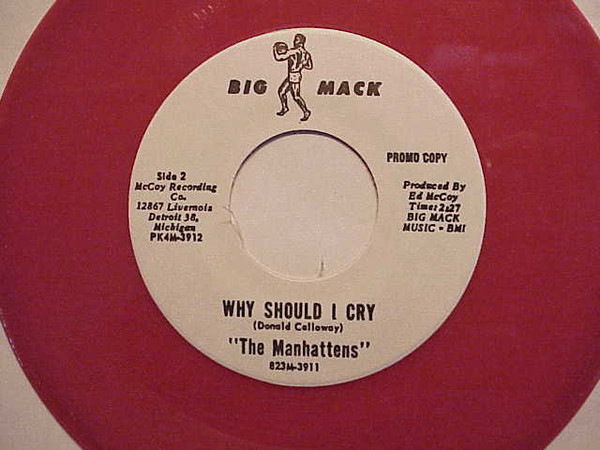 BIG MACK
PROMO COPY
Side 2
McCoy Recording
Co.
12867 Livernois
Detroit 38,
Michigan
PK4M-3912
Produced By
Ed McCoy
Time: 2:27
BIG MACK
MUSIC - BMI
WHY SHOULD I CRY
(Donald Calloway)
"The Manhattens"
823M-3911